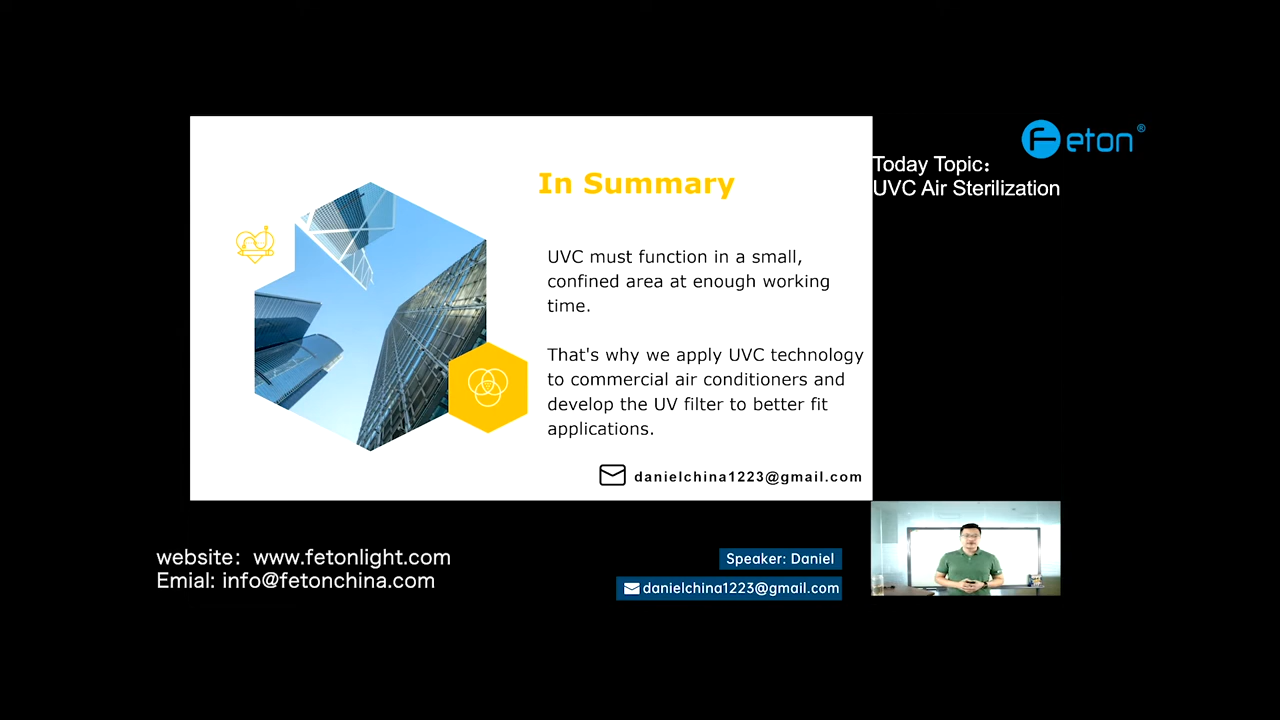 Feton®
Today Topic：
UVC Air Sterilization
In Summary
UVC must function in a small,
confined area at enough working
time.
That's why we apply UVC technology
to commercial air conditioners and
develop the UV filter to better fit
applications.
danielchina1223@gmail.com
website：www.fetonlight.com
Emial: info@fetonchina.com
Speaker: Daniel
danielchina1223@gmail.com